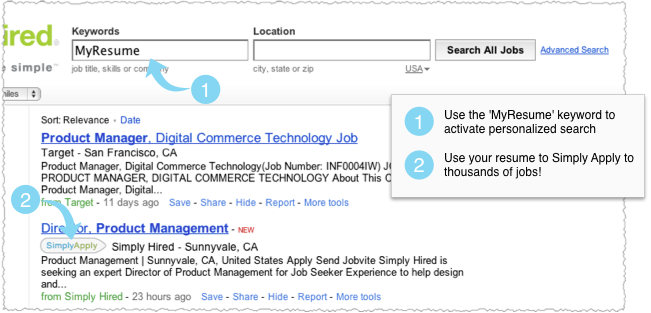 Keywords
Location
ired.
MyResume
Search All Jobs
Advanced Search
e simple™
job title, skills or company
city, state or zip
USA
1
miles
1
Use the 'MyResume' keyword to
activate personalized search
2
Use your resume to Simply Apply to
thousands of jobs!
Sort: Relevance - Date
Product Manager, Digital Commerce Technology Job
Target - San Francisco, CA
Product Manager, Digital Commerce Technology(Job Number: INF0004IW) JO
PRODUCT MANAGER, DIGITAL COMMERCE TECHNOLOGY About This
Product Manager, Digital...
from Target - 11 days ago Save - Share - Hide - Report - More tools
2
Director, Product Management - NEW
SimplyApply Simply Hired - Sunnyvale, CA
Product Management | Sunnyvale, CA, United States Apply Send Jobvite Simply Hired is
seeking an expert Director of Product Management for Job Seeker Experience to help design
and...
from Simply Hired - 23 hours ago Save - Share - Hide - Report - More tools